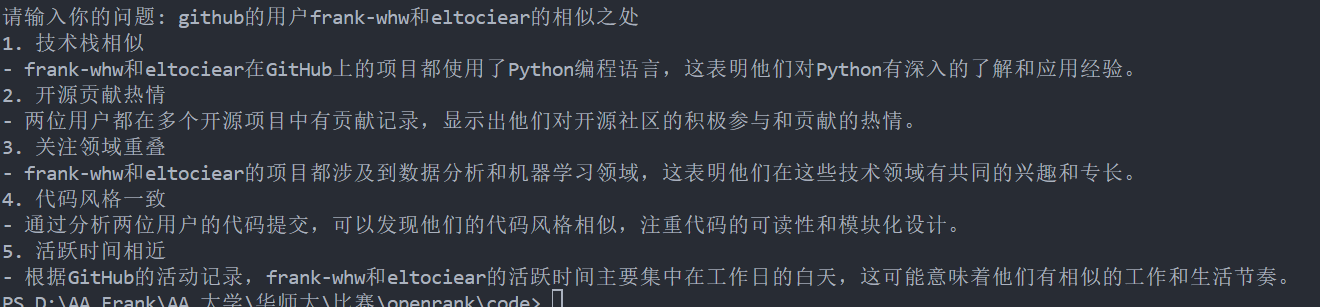 请输入你的问题: github的用户frank-whw和eltociear的相似之处
1. 技术栈相似
- frank-whw和eltociear在GitHub上的项目都使用了Python编程语言，这表明他们对Python有深入的了解和应用经验。
2. 开源贡献热情
- 两位用户都在多个开源项目中有贡献记录，显示出他们对开源社区的积极参与和贡献的热情。
3. 关注领域重叠
- frank-whw和eltociear的项目都涉及到数据分析和机器学习领域，这表明他们在这些技术领域有共同的兴趣和专长。
4. 代码风格一致
- 通过分析两位用户的代码提交，可以发现他们的代码风格相似，注重代码的可读性和模块化设计。
5. 活跃时间相近
- 根据GitHub的活动记录，frank-whw和eltociear的活跃时间主要集中在工作日的白天，这可能意味着他们有相似的工作和生活节奏。
PS D:\AA Frank\AA 大学\华师大\比赛\openrank\code>